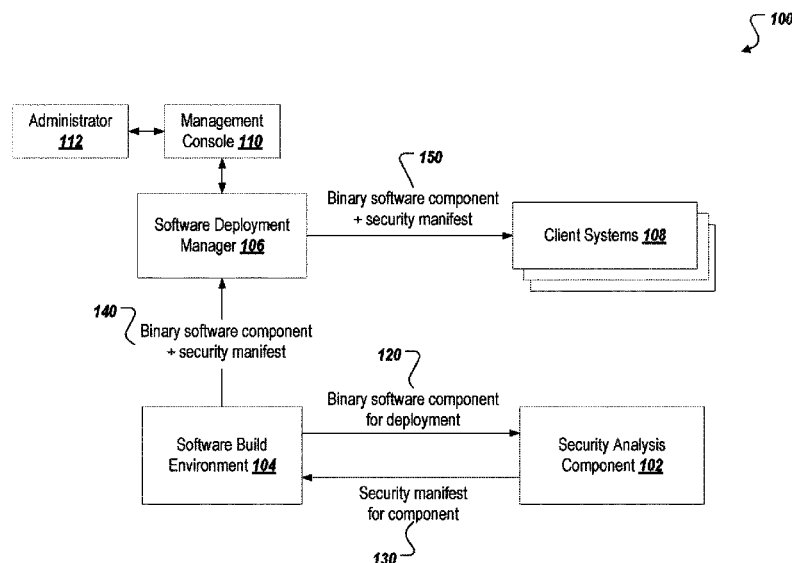 100
Administrator
112
Management
Console 110
150
Binary software component
+ security manifest
Software Deployment
Manager 106
Client Systems 108
140
Binary software component
+ security manifest
120
Binary software component
for deployment
Software Build
Environment 104
Security Analysis
Component 102
Security manifest
for component
130